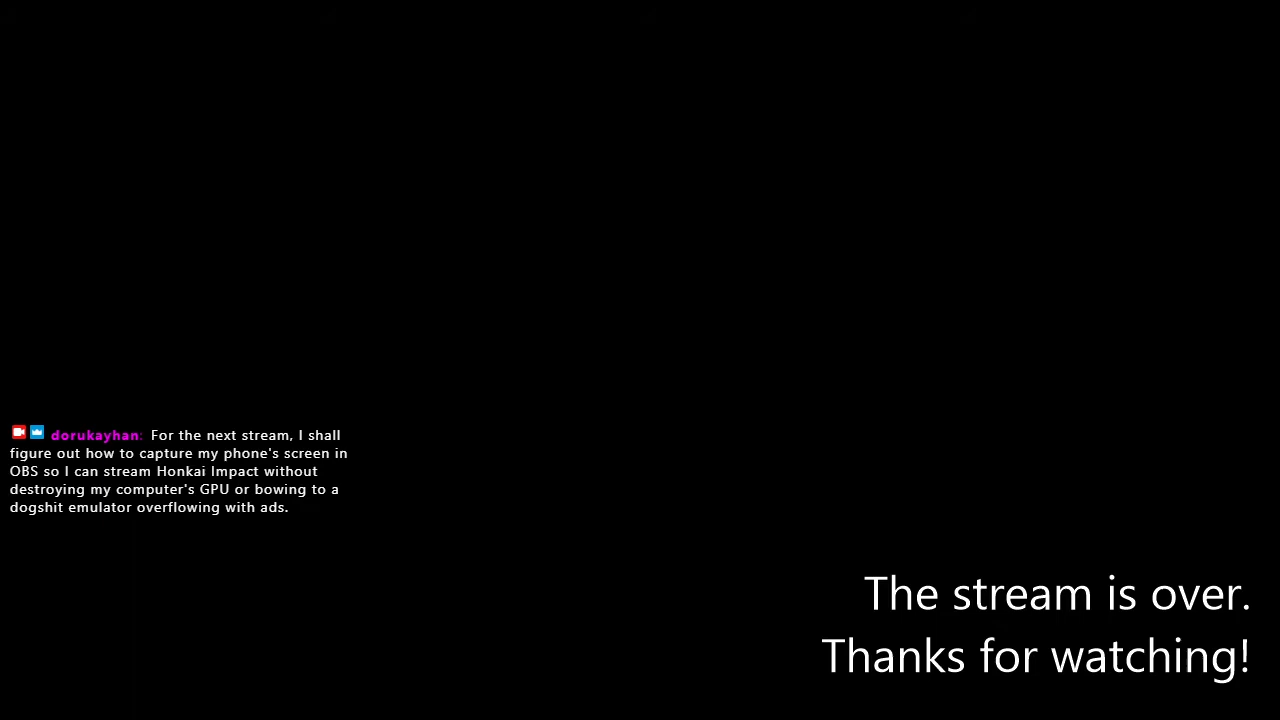 dorukayhan: For the next stream, I shall
figure out how to capture my phone's screen in
OBS so I can stream Honkai Impact without
destroying my computer's GPU or bowing to a
dogshit emulator overflowing with ads.
The stream is over.
Thanks for watching!